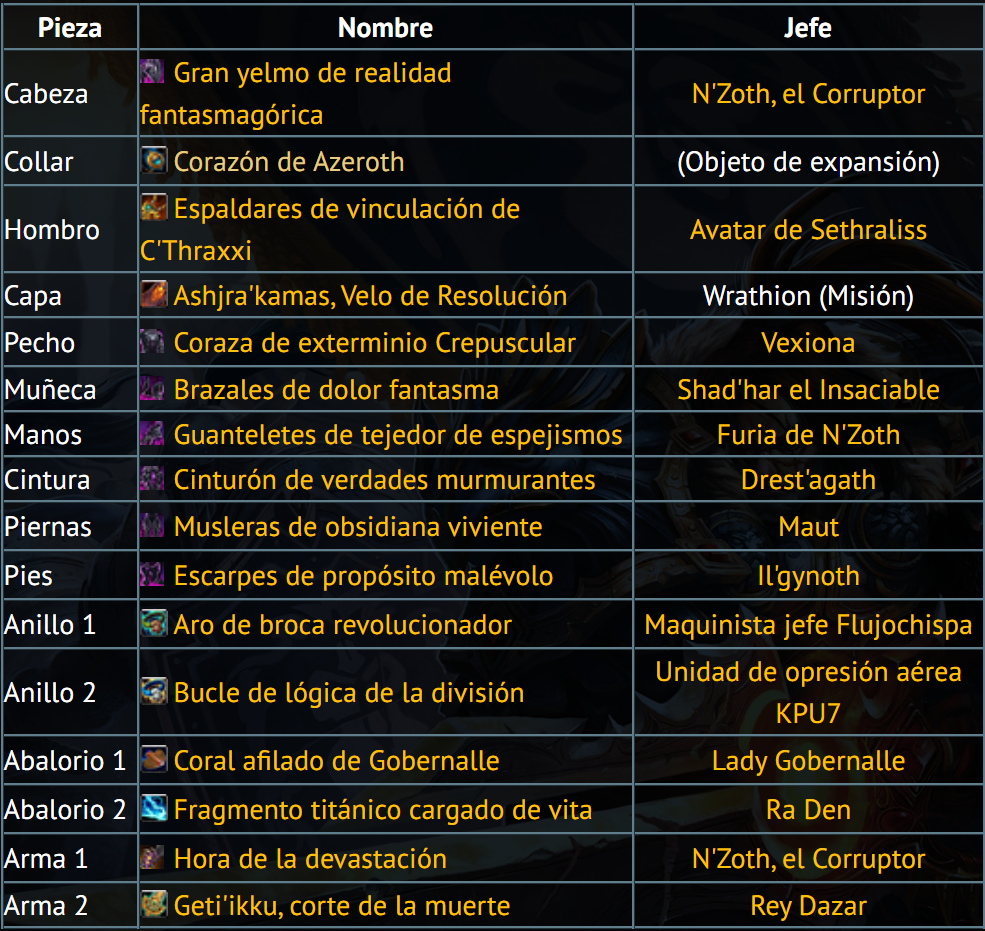 Pieza Nombre Jefe
Cabeza Gran yelmo de realidad
fantasmagórica N'Zoth, el Corruptor
Collar Corazón de Azeroth (Objeto de expansión)
Hombro Espaldares de vinculación de
C'Thraxxi Avatar de Sethraliss
Capa Ashjra'kamas, Velo de Resolución Wrathion (Misión)
Pecho Coraza de exterminio Crepuscular Vexiona
Muñeca Brazales de dolor fantasma Shad'har el Insaciable
Manos Guanteletes de tejedor de espejismos Furia de N'Zoth
Cintura Cinturón de verdades murmurantes Drest'agath
Piernas Musleras de obsidiana viviente Maut
Pies Escarpes de propósito malévolo Il'gynoth
Anillo 1 Aro de broca revolucionador Maquinista jefe Flujochispa
Anillo 2 Bucle de lógica de la división Unidad de opresión aérea
KPU7
Abalorio 1 Coral afilado de Gobernalle Lady Gobernalle
Abalorio 2 Fragmento titánico cargado de vita Ra Den
Arma 1 Hora de la devastación N'Zoth, el Corruptor
Arma 2 Geti'ikku, corte de la muerte Rey Dazar